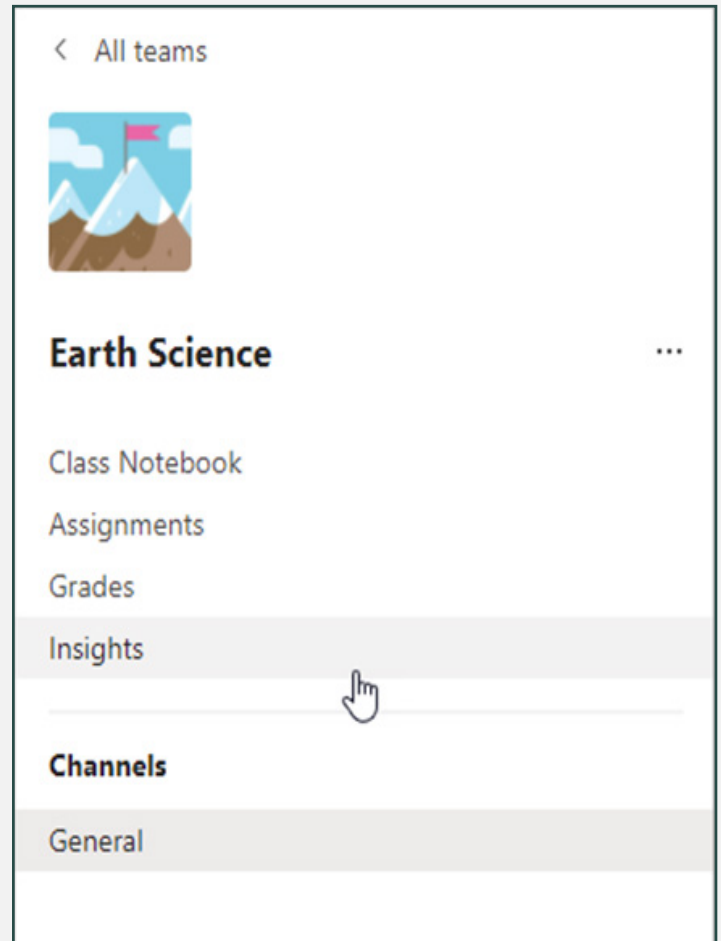 All teams
Earth Science
Class Notebook
Assignments
Grades
Insights
Channels
General